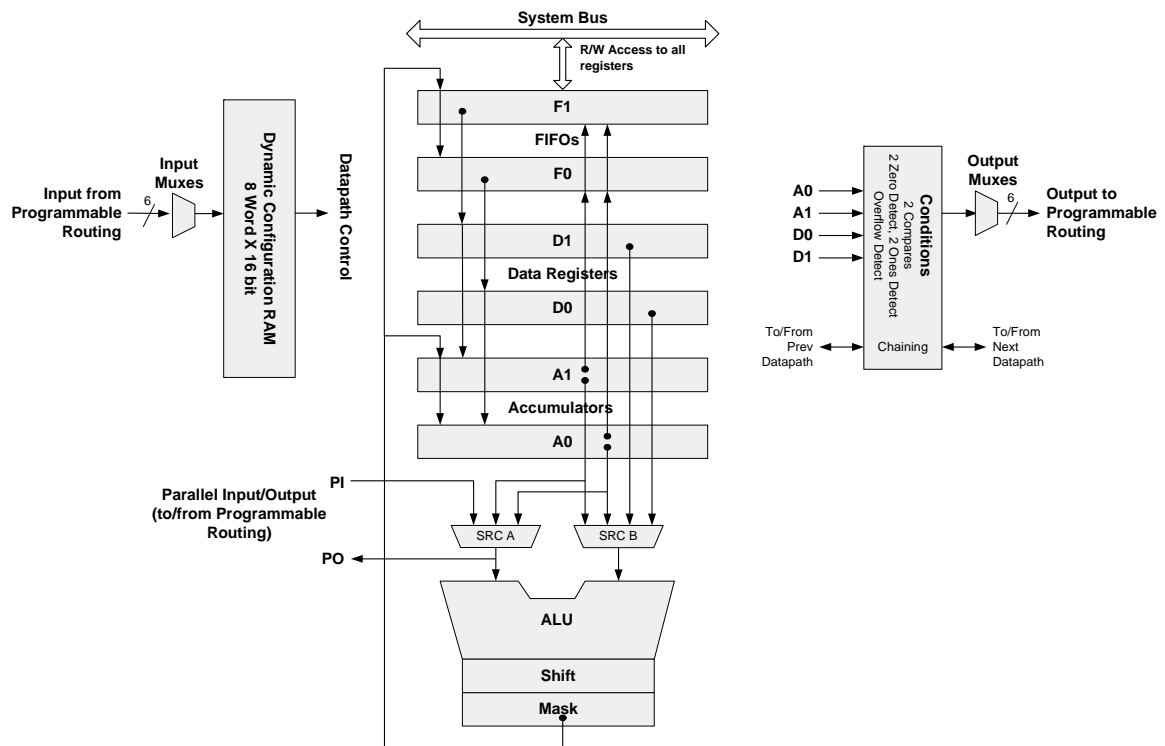 System Bus
R/W Access to all
registers
F1
FIFOs
F0
D1
Data Registers
D0
A1
Accumulators
A0
Input from
Programmable
Routing
6
Input
Muxes
Dynamic Configuration RAM
8 Word X 16 bit
Datapath Control
A0
A1
D0
D1
Conditions
2 Compares
2 Zero Detect, 2 Ones Detect
Overflow Detect
Output
Muxes
6
Output to
Programmable
Routing
To/From
Prev
Datapath
Chaining
To/From
Next
Datapath
PI
Parallel Input/Output
(to/from Programmable
Routing)
PO
SRC A
SRC B
ALU
Shift
Mask